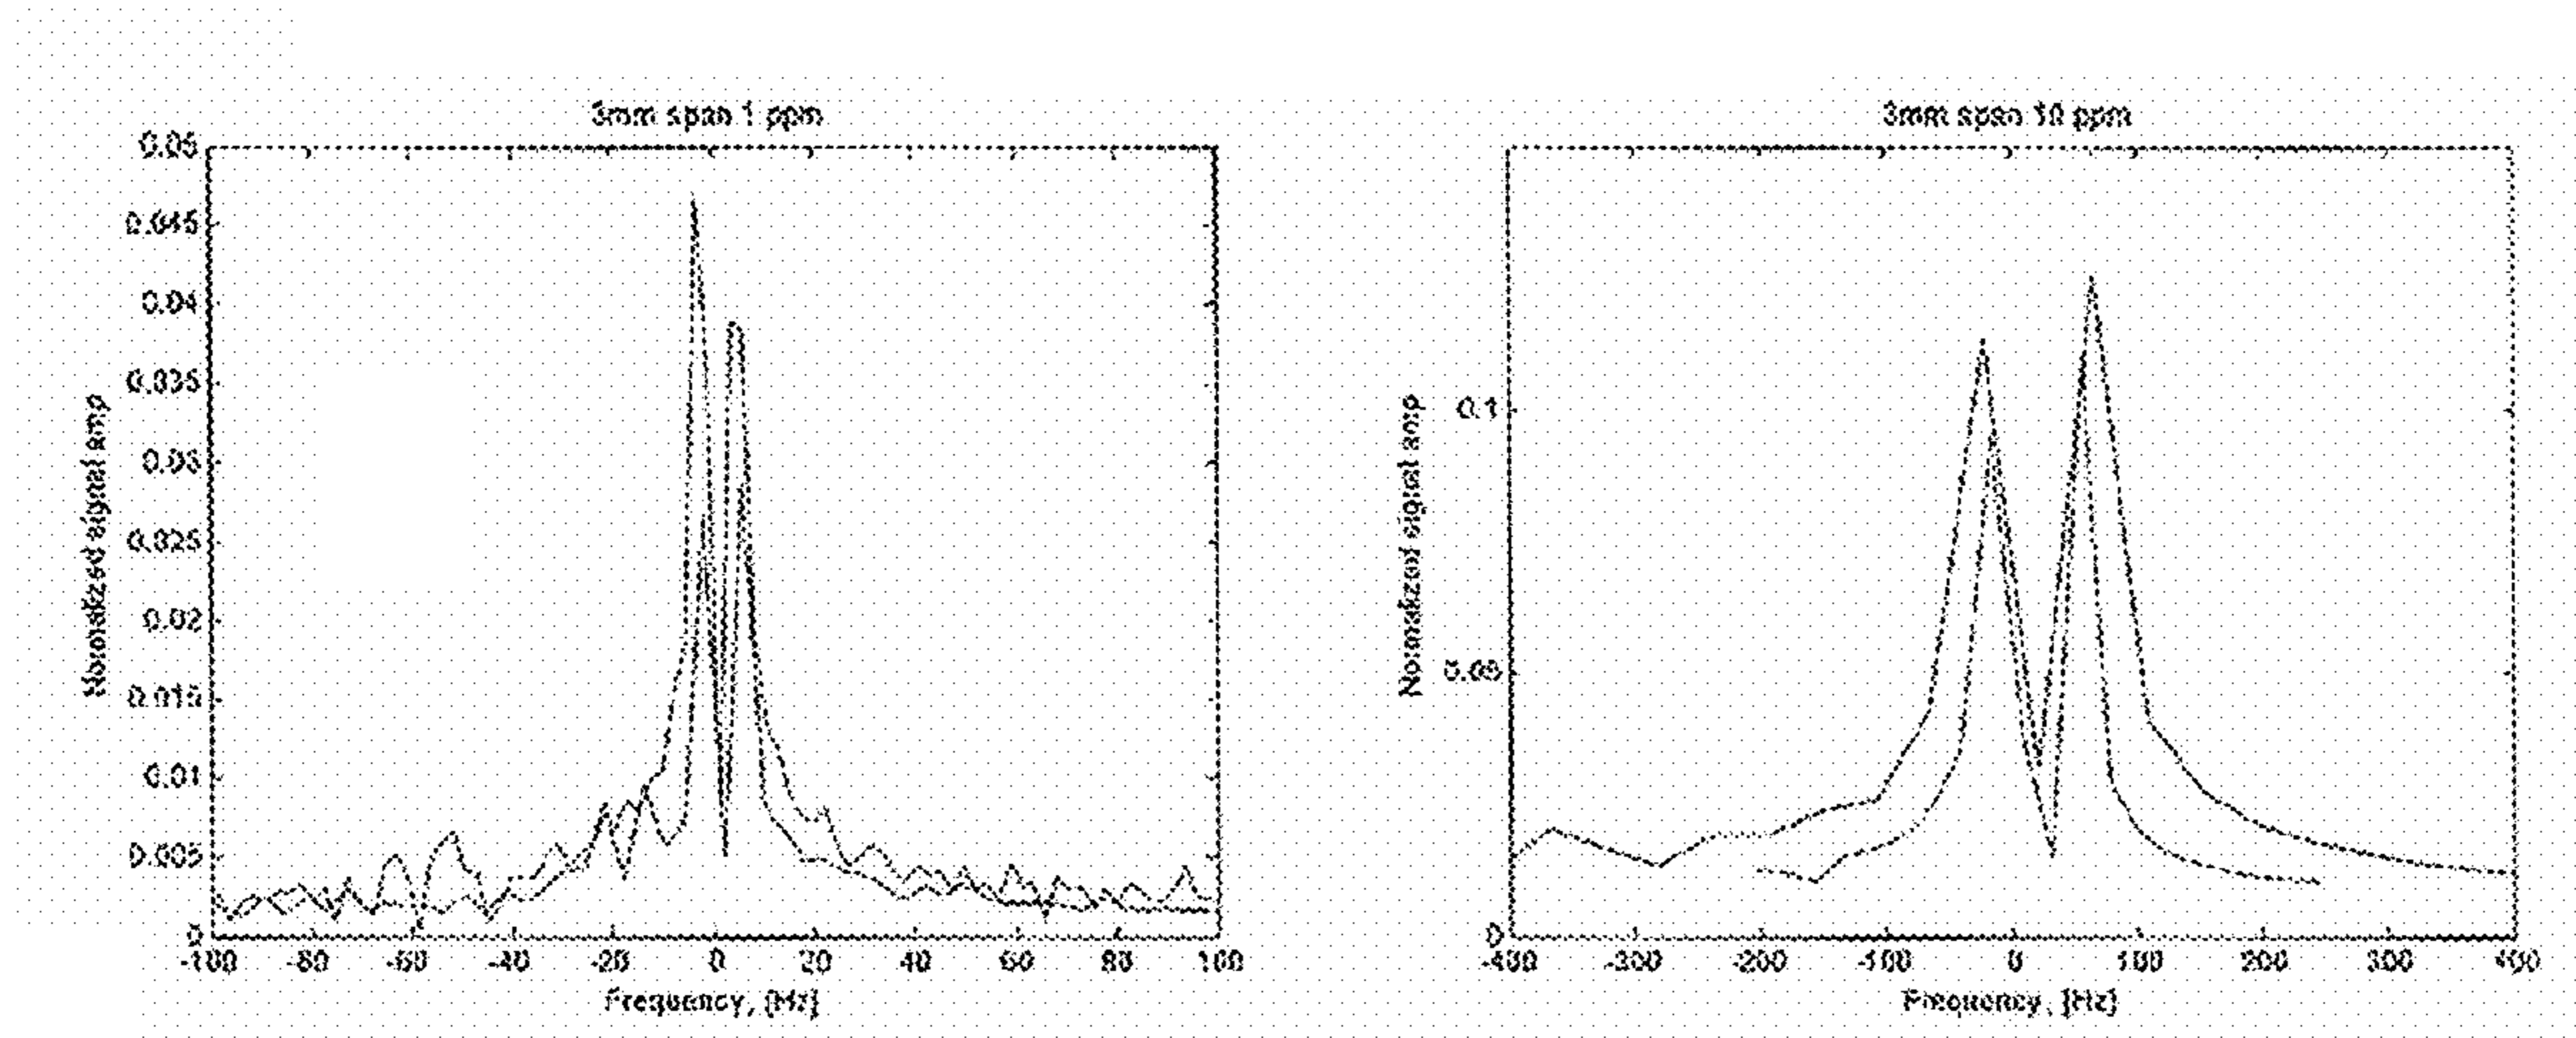 3mm span 1 ppm
0.05
0.045
0.04
0.035
0.03
0.025
0.02
0.015
0.01
0.005
0
Normalized signal amp
-100 -80 -60 -40 -20 0 20 40 60 80 100
Frequency, [Hz]
3mm span 10 ppm
0.1
0.05
0
Normalized signal amp
-400 -300 -200 -100 0 100 200 300 400
Frequency, [Hz]